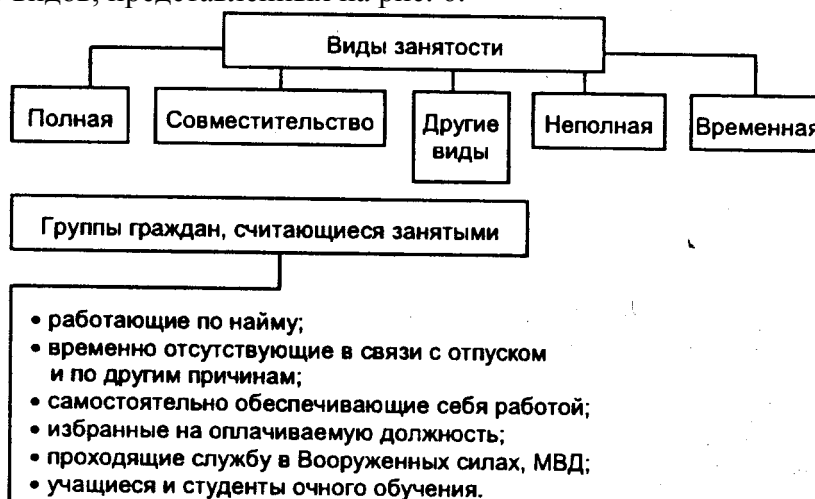 видов, представленных на рис. 6.
Виды занятости
Полная
Совместительство
Другие
виды
Неполная
Временная
Группы граждан, считающиеся занятыми
• работающие по найму;
• временно отсутствующие в связи с отпуском
и по другим причинам;
• самостоятельно обеспечивающие себя работой;
• избранные на оплачиваемую должность;
• проходящие службу в Вооруженных силах, МВД;
• учащиеся и студенты очного обучения.